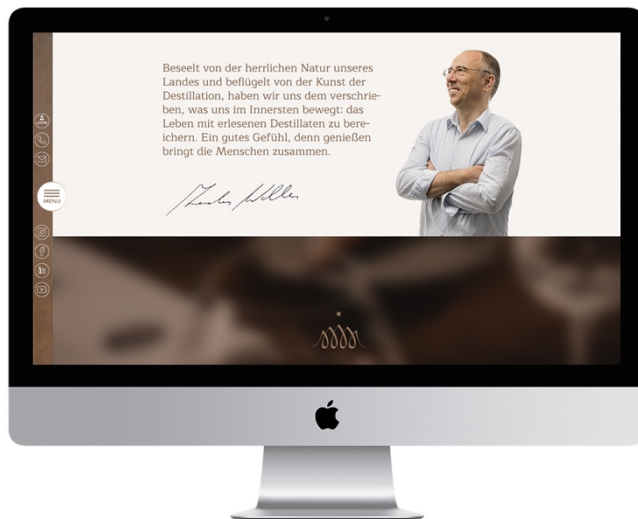 Beseelt von der herrlichen Natur unseres
Landes und beflügelt von der Kunst der
Destillation, haben wir uns dem verschrie-
ben, was uns im Innersten bewegt: das
Leben mit erlesenen Destillaten zu bere-
ichern. Ein gutes Gefühl, denn genießen
bringt die Menschen zusammen.
MENU